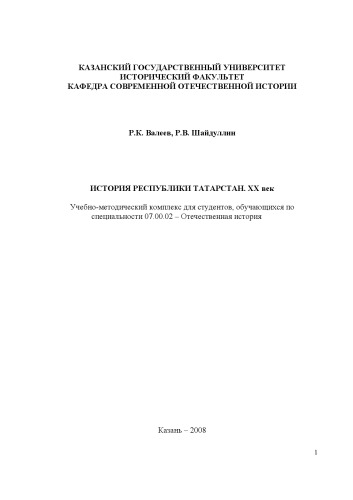 КАЗАНСКИЙ ГОСУДАРСТВЕННЫЙ УНИВЕРСИТЕТ
ИСТОРИЧЕСКИЙ ФАКУЛЬТЕТ
КАФЕДРА СОВРЕМЕННОЙ ОТЕЧЕСТВЕННОЙ ИСТОРИИ
Р.К. Валеев, Р.В. Шайдуллин
ИСТОРИЯ РЕСПУБЛИКИ ТАТАРСТАН. XX век
Учебно-методический комплекс для студентов, обучающихся по
специальности 07.00.02 – Отечественная история
Казань – 2008
1